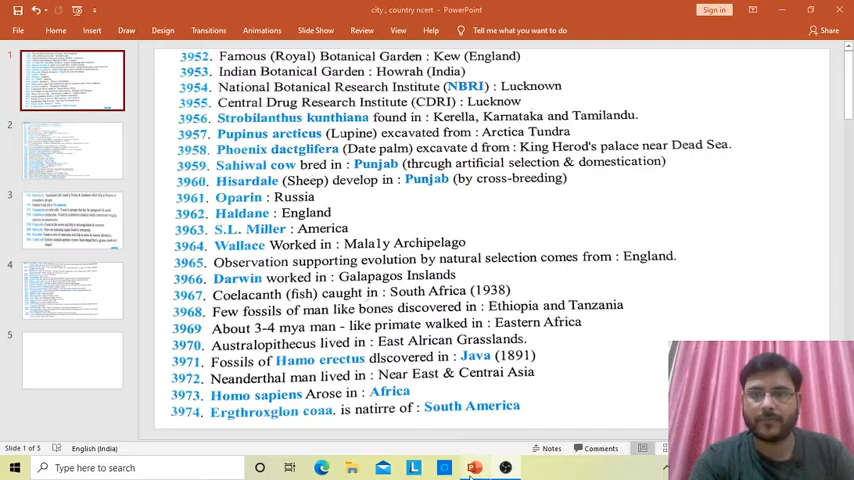 city , country ncert - PowerPoint
Sign in
File Home Insert Draw Design Transitions Animations Slide Show Review View Help Tell me what you want to do Share
1
2
3
4
5
3952. Famous (Royal) Botanical Garden : Kew (England)
3953. Indian Botanical Garden : Howrah (India)
3954. National Botanical Research Institute (NBRI) : Lucknown
3955. Central Drug Research Institute (CDRI) : Lucknow
3956. Strobilanthus kunthiana found in : Kerella, Karnataka and Tamilandu.
3957. Pupinus arcticus (Lupine) excavated from : Arctica Tundra
3958. Phoenix dactglifera (Date palm) excavate d from : King Herod's palace near Dead Sea.
3959. Sahiwal cow bred in : Punjab (thrcugh artificial selection & domestication)
3960. Hisardale (Sheep) develop in : Punjab (by cross-breeding)
3961. Oparin : Russia
3962. Haldane : England
3963. S.L. Miller : America
3964. Wallace Worked in : Mala1y Archipelago
3965. Observation supporting evolution by natural selection comes from : England.
3966. Darwin worked in : Galapagos Inslands
3967. Coelacanth (fish) caught in : South Africa (1938)
3968. Few fossils of man like bones discovered in : Ethiopia and Tanzania
3969 About 3-4 mya man - like primate walked in : Eastern Africa
3970. Australopithecus lived in : East Alrican Grasslands.
3971. Fossils of Hamo erectus dlscovered in : Java (1891)
3972. Neanderthal man lived in : Near East & Centrai Asia
3973. Homo sapiens Arose in : Africa
3974. Ergthroxglon coaa. is natirre of : South America
Slide 1 of 5 English (India) Notes Comments
Type here to search